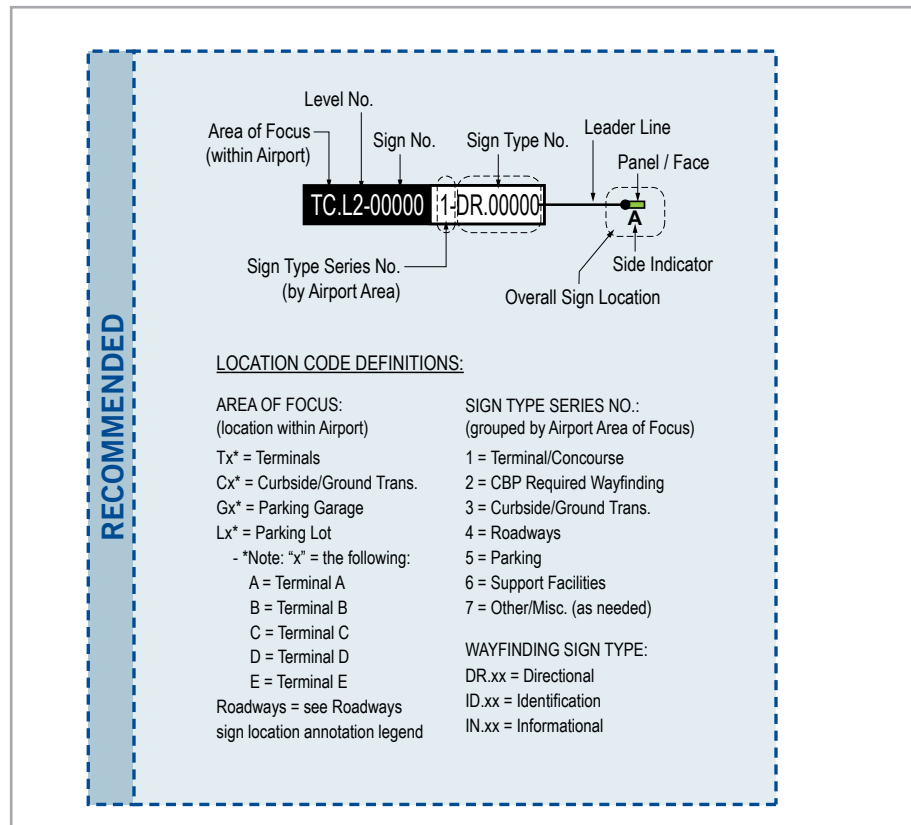 RECOMMENDED
Level No.
Area of Focus
(within Airport)
Sign No.
Sign Type No.
Leader Line
Panel / Face
TC.L2-00000 1-DR.00000
A
Sign Type Series No.
(by Airport Area)
Side Indicator
Overall Sign Location
LOCATION CODE DEFINITIONS:
AREA OF FOCUS:
(location within Airport)
Tx* = Terminals
Cx* = Curbside/Ground Trans.
Gx* = Parking Garage
Lx* = Parking Lot
- *Note: “x” = the following:
A = Terminal A
B = Terminal B
C = Terminal C
D = Terminal D
E = Terminal E
Roadways = see Roadways
sign location annotation legend
SIGN TYPE SERIES NO.:
(grouped by Airport Area of Focus)
1 = Terminal/Concourse
2 = CBP Required Wayfinding
3 = Curbside/Ground Trans.
4 = Roadways
5 = Parking
6 = Support Facilities
7 = Other/Misc. (as needed)
WAYFINDING SIGN TYPE:
DR.xx = Directional
ID.xx = Identification
IN.xx = Informational